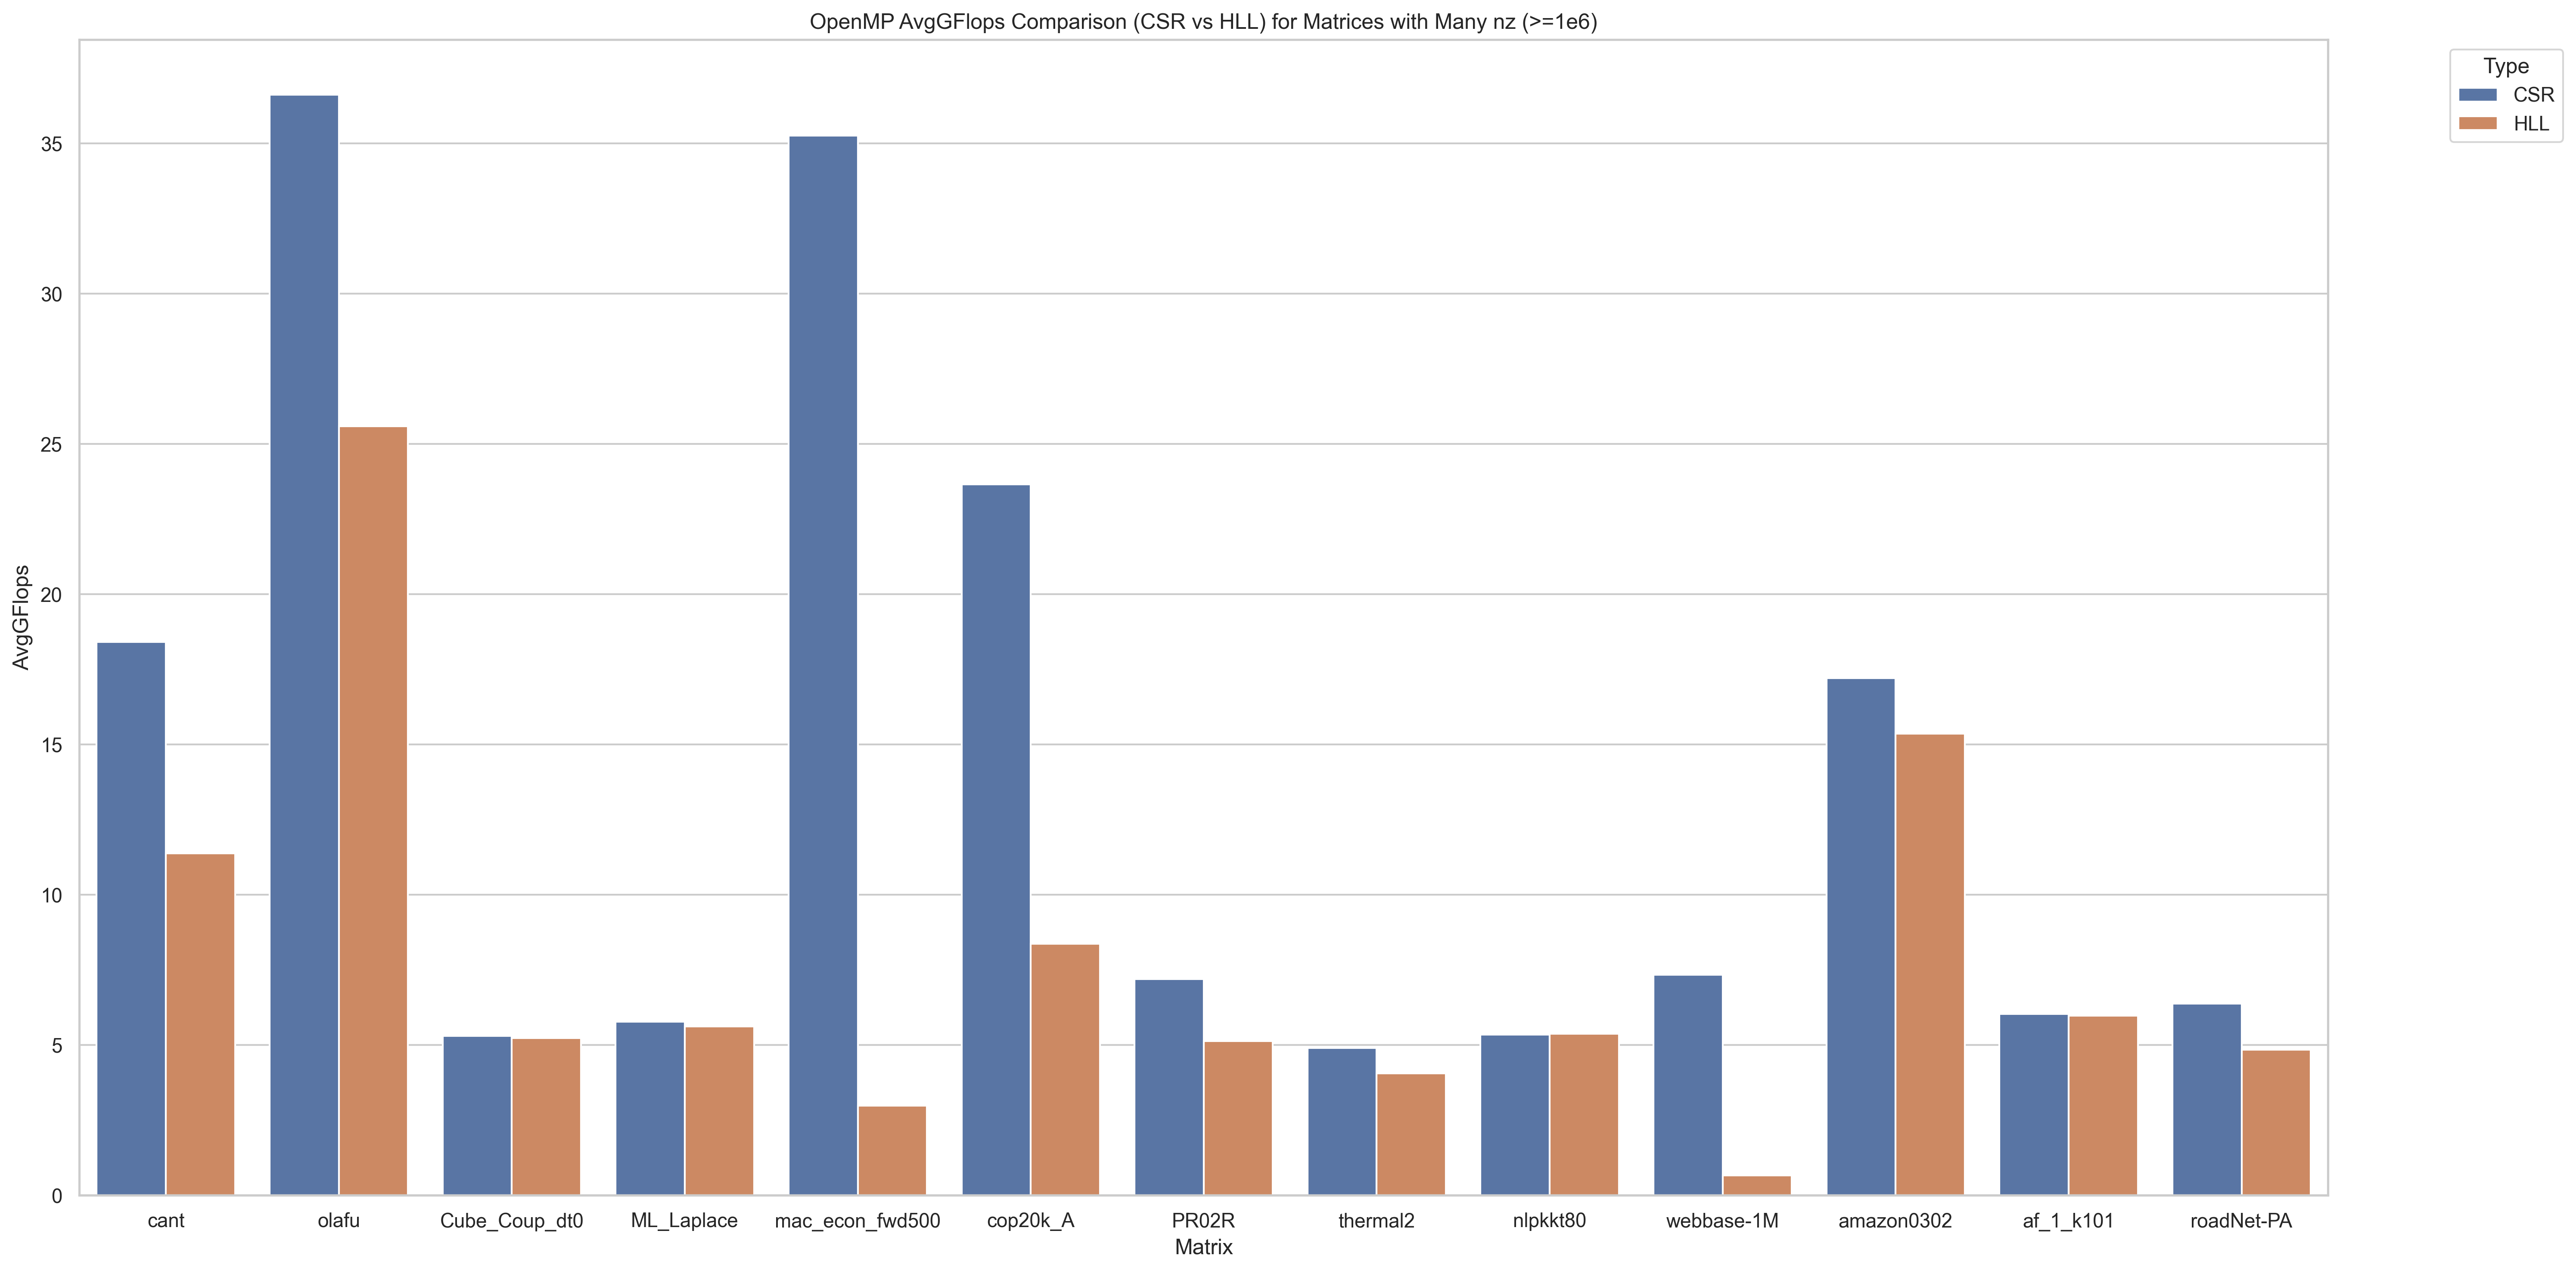 OpenMP AvgGFlops Comparison (CSR vs HLL) for Matrices with Many nz (>=1e6)
Type
CSR
HLL
AvgGFlops
35
30
25
20
15
10
5
0
cant olafu Cube_Coup_dt0 ML_Laplace mac_econ_fwd500 cop20k_A PR02R thermal2 nlpkkt80 webbase-1M amazon0302 af_1_k101 roadNet-PA
Matrix